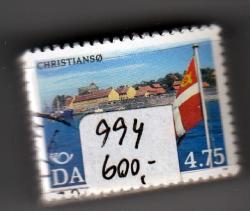 CHRISTIANSØ
994
600,-
DA
4.75